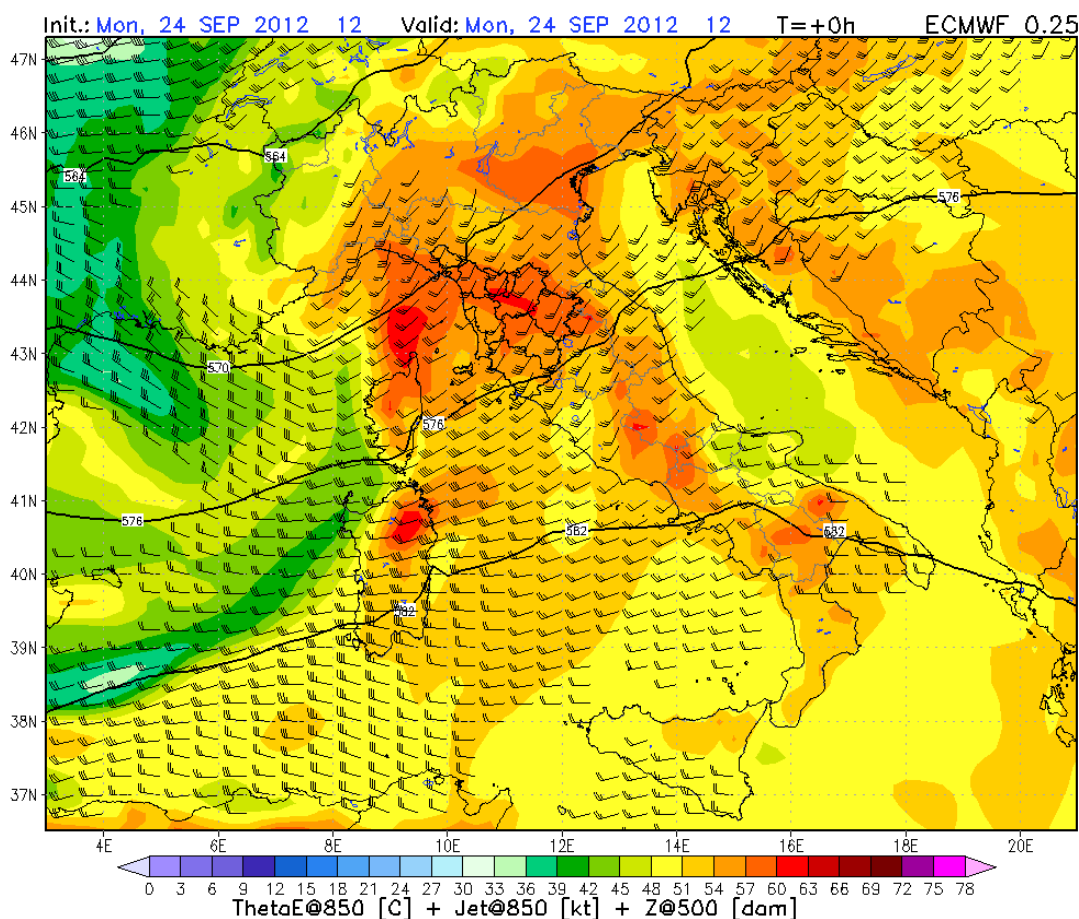 Init.: Mon, 24 SEP 2012 12 Valid: Mon, 24 SEP 2012 12 T=+0h ECMWF 0.25
47N
46N
564
564
576
45N
44N
43N
570
42N
576
41N
576
582
582
40N
582
39N
38N
37N
4E 6E 8E 10E 12E 14E 16E 18E 20E
0 3 6 9 12 15 18 21 24 27 30 33 36 39 42 45 48 51 54 57 60 63 66 69 72 75 78
ThetaE@850 [C] + Jet@850 [kt] + Z@500 [dam]